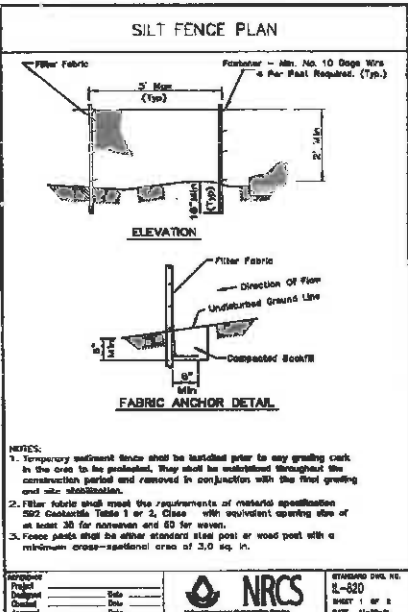 SILT FENCE PLAN
Filter Fabric
Fastener - Min. No. 10 Gage Wire
4 Per Post Required. (Typ.)
5' Max
(Typ)
2' Min
16" Min
(Typ)
ELEVATION
Filter Fabric
Direction Of Flow
Undisturbed Ground Line
6"
Min
Compacted Backfill
6"
Min
FABRIC ANCHOR DETAIL
NOTES:
1. Temporary sediment fence shall be installed prior to any grading work
in the area to be protected. They shall be maintained throughout the
construction period and removed in conjunction with the final grading
and site stabilization.
2. Filter fabric shall meet the requirements of material specification
592 Geotextile Table 1 or 2, Class with equivalent opening size of
at least 30 for nonwoven and 50 for woven.
3. Fence posts shall be either standard steel post or wood post with a
minimum cross-sectional area of 3.0 sq. in.
REFERENCE
Project
Designed Date
Checked Date
Approved Date
NRCS
STANDARD DWG. NO.
IL-620
SHEET 1 OF 2
DATE